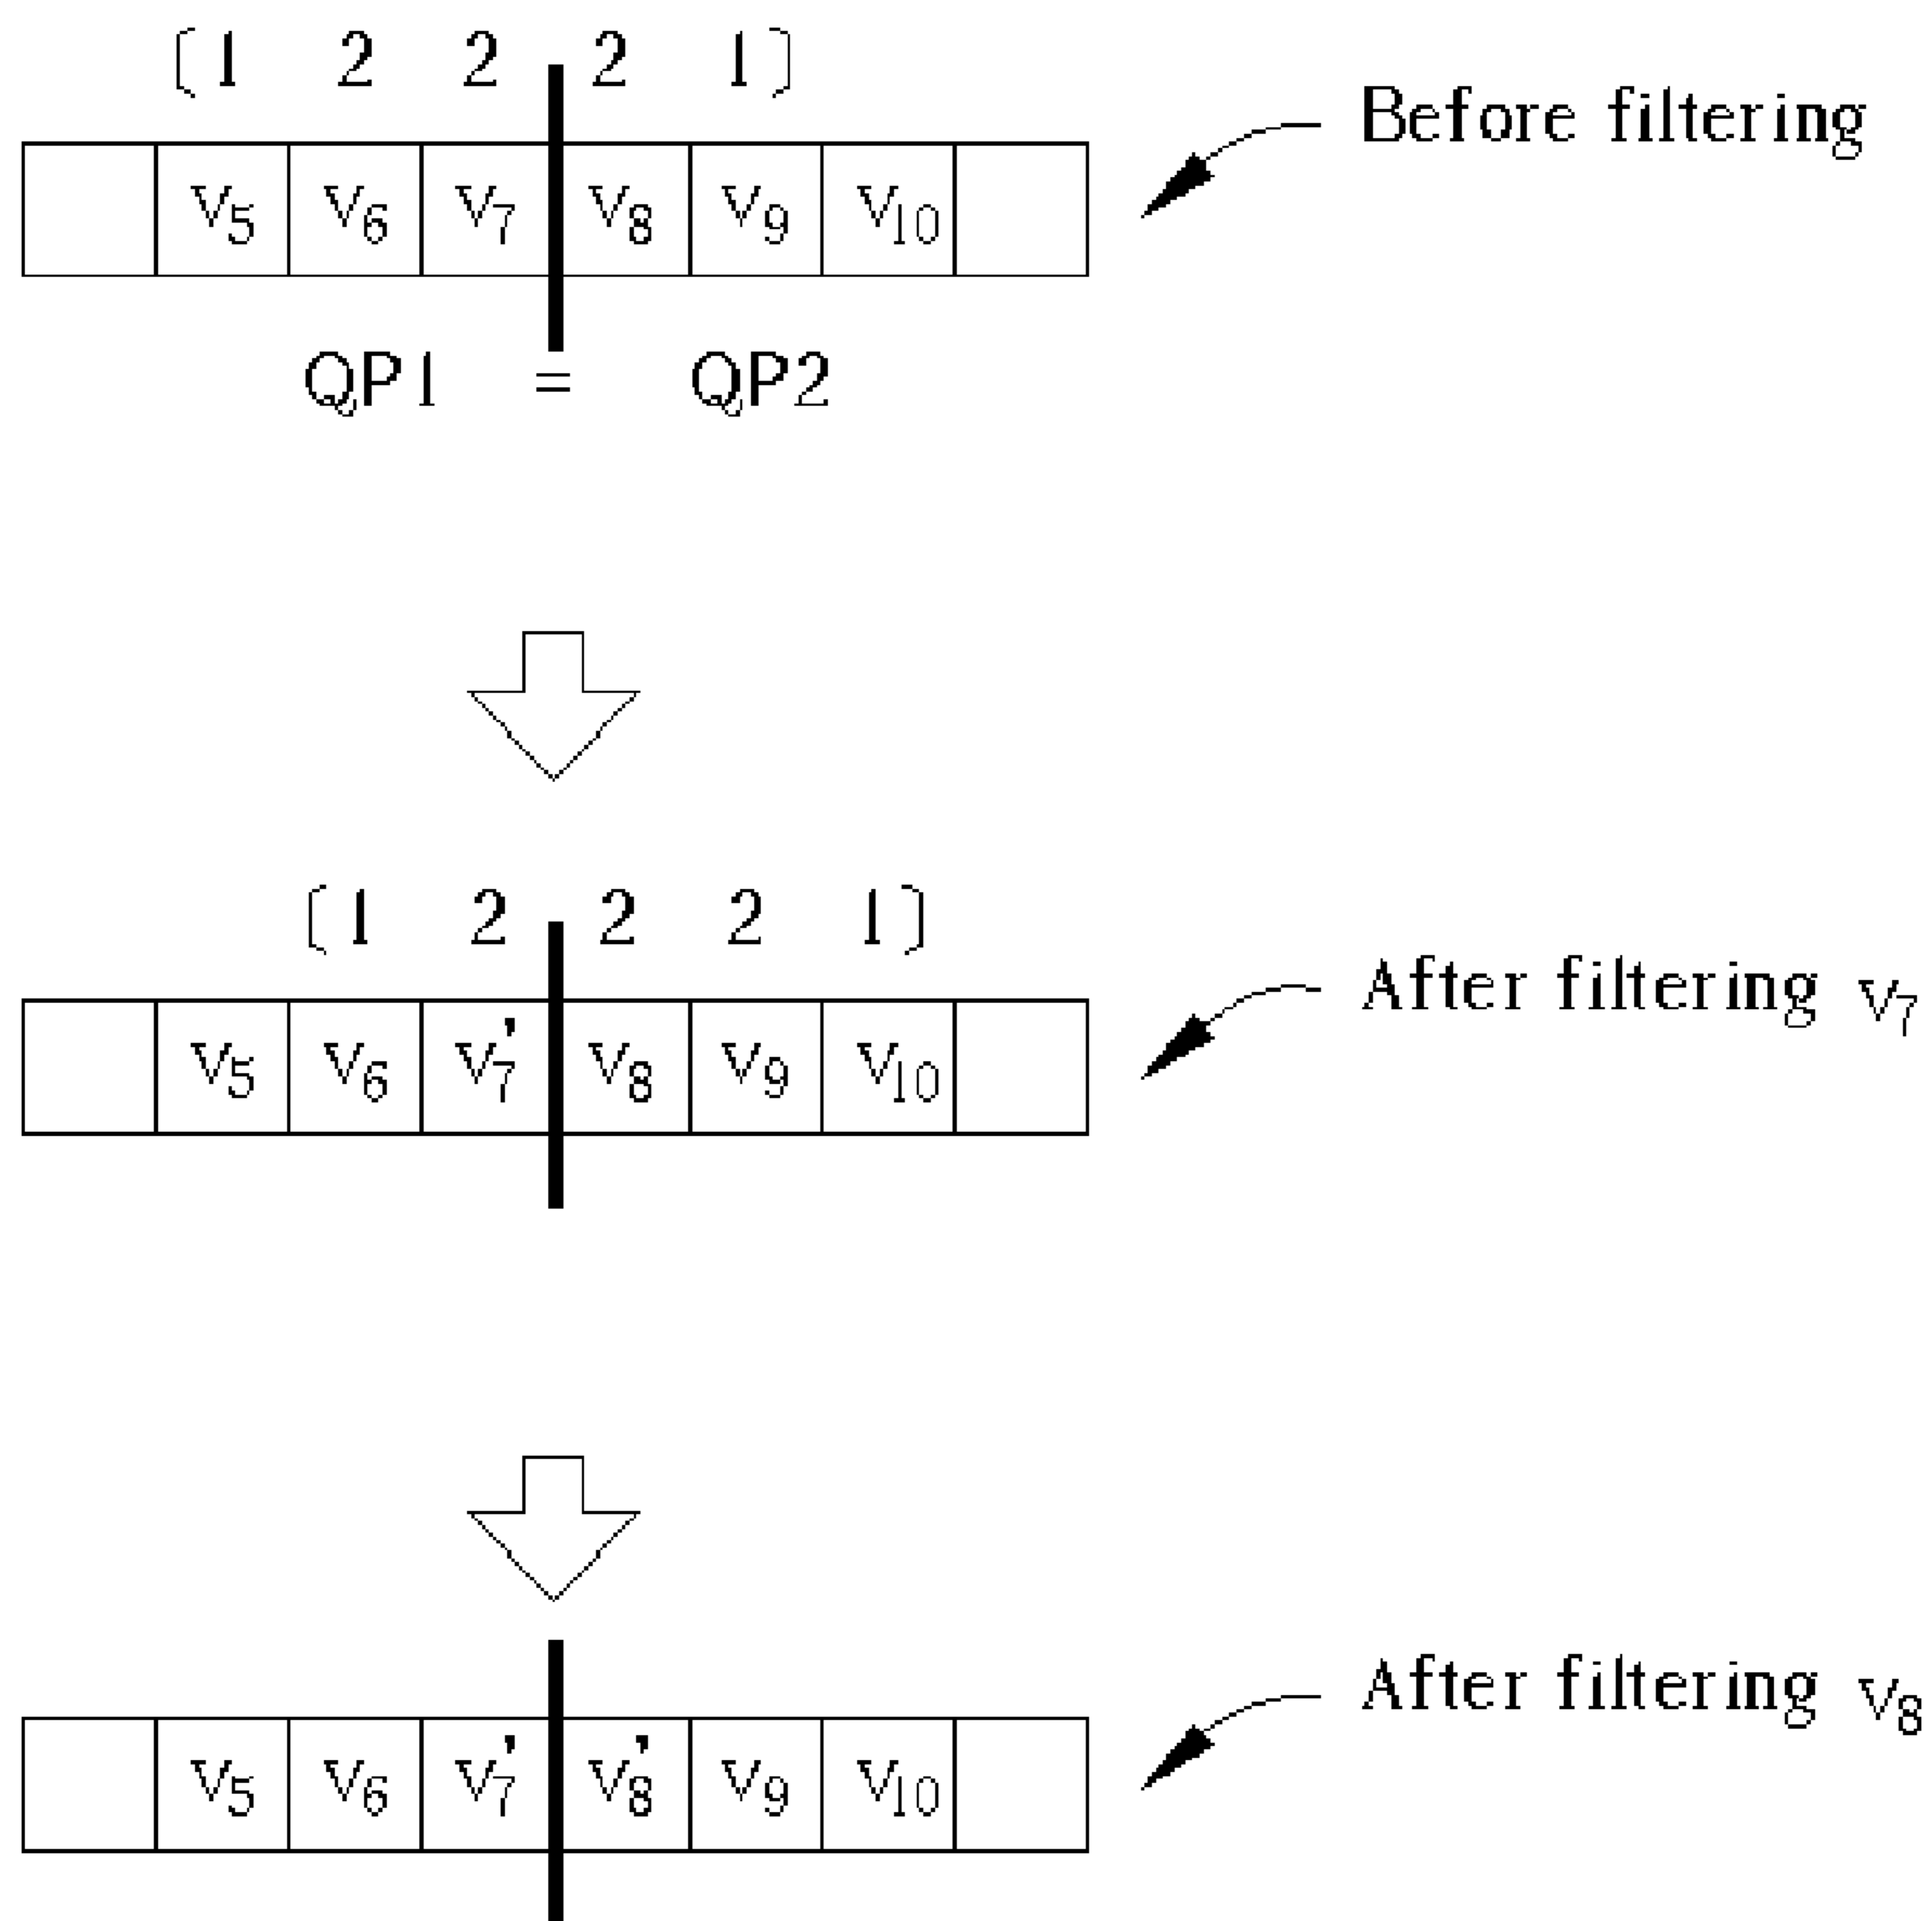 (1 2 2 2 1)
Before filtering
v5 v6 v7 v8 v9 v10
QP1 = QP2
(1 2 2 2 1)
After filtering v7
v5 v6 v7' v8 v9 v10
After filtering v8
v5 v6 v7' v8' v9 v10